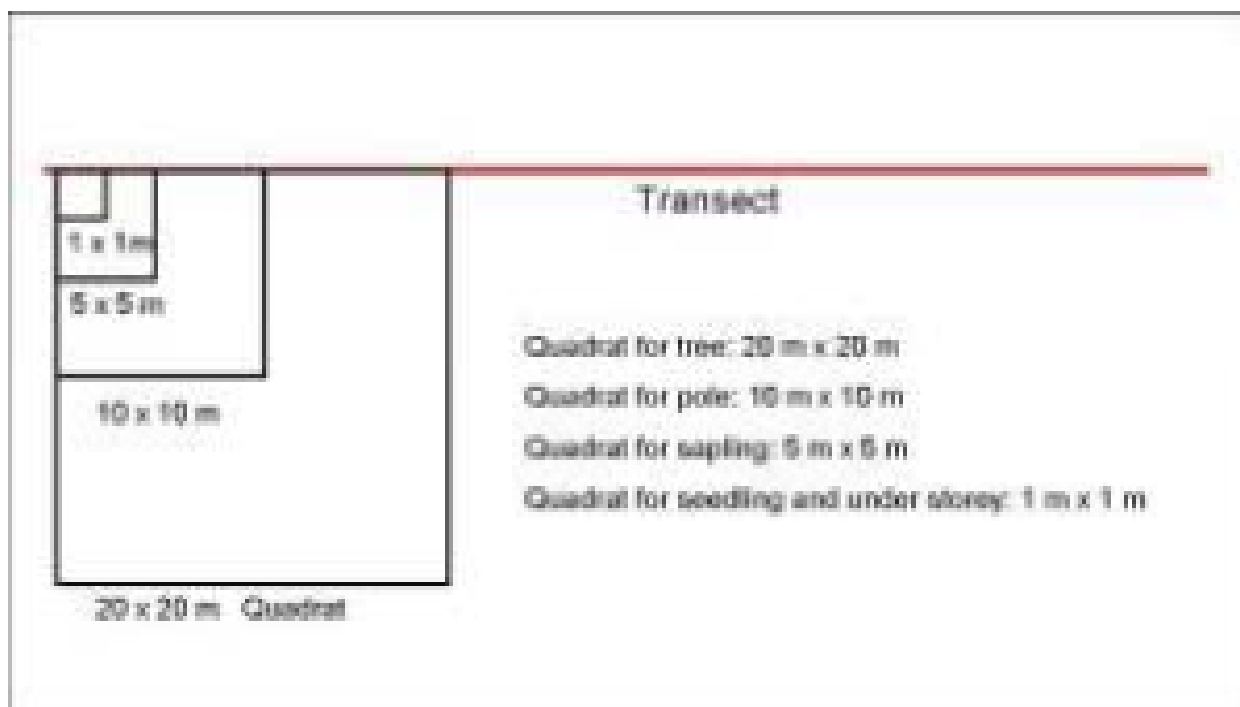 Transect
1 x 1m
5 x 5 m
10 x 10 m
20 x 20 m Quadrat
Quadrat for tree: 20 m x 20 m
Quadrat for pole: 10 m x 10 m
Quadrat for sapling: 5 m x 5 m
Quadrat for seedling and under storey: 1 m x 1 m